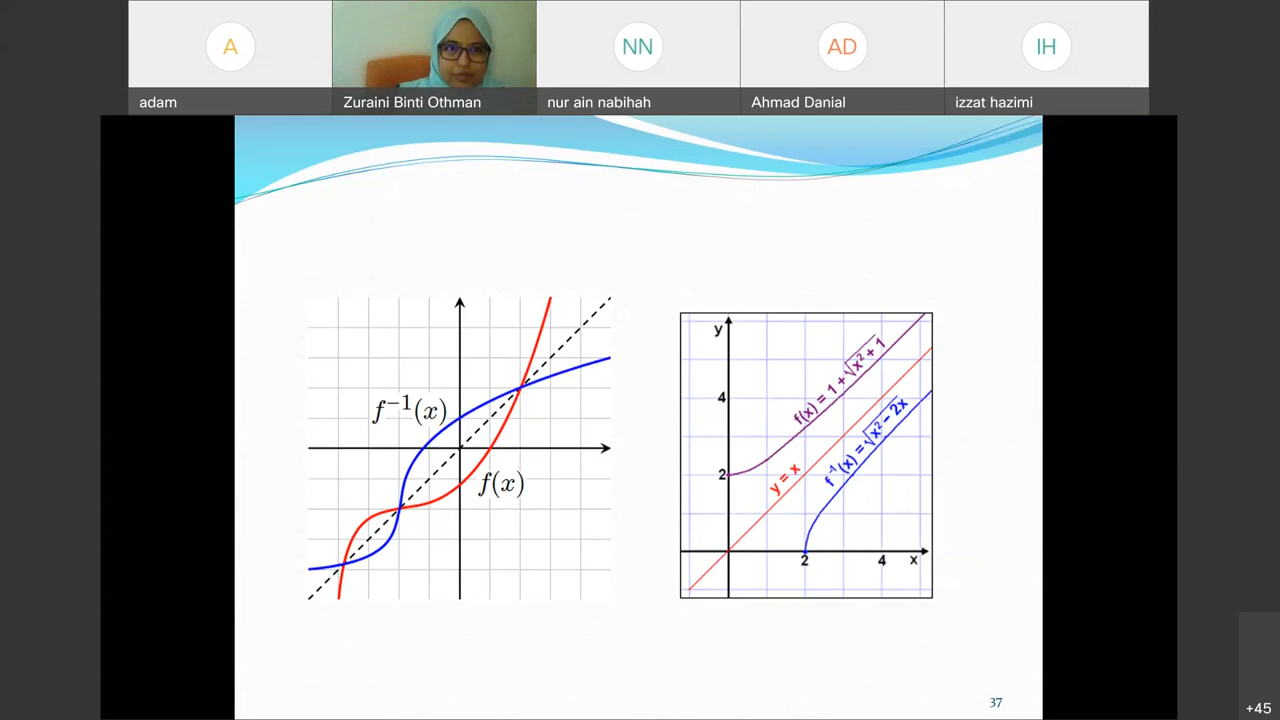 A
NN
AD
IH
adam
Zuraini Binti Othman
nur ain nabihah
Ahmad Danial
izzat hazimi
f⁻¹(x)
f(x)
y
4
2
2
4
x
f(x) = 1 + √x² + 1
y = x
f⁻¹(x) = √x² − 2x
37
+45